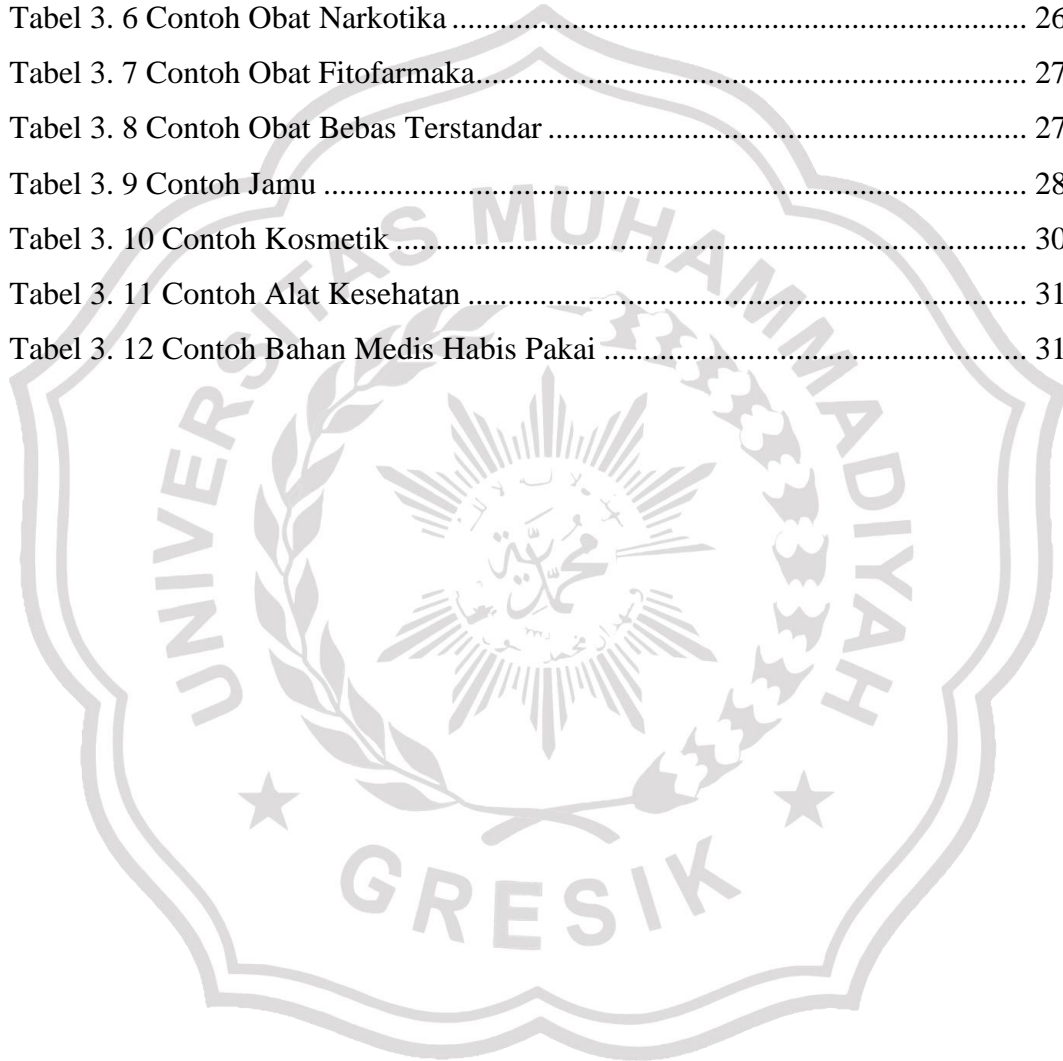 Tabel 3. 6 Contoh Obat Narkotika ........................................................................ 26
Tabel 3. 7 Contoh Obat Fitofarmaka..................................................................... 27
Tabel 3. 8 Contoh Obat Bebas Terstandar ............................................................. 27
Tabel 3. 9 Contoh Jamu ........................................................................................ 28
Tabel 3. 10 Contoh Kosmetik ............................................................................... 30
Tabel 3. 11 Contoh Alat Kesehatan ...................................................................... 31
Tabel 3. 12 Contoh Bahan Medis Habis Pakai ...................................................... 31
UNIVERSITAS MUHAMMADIYAH
GRESIK